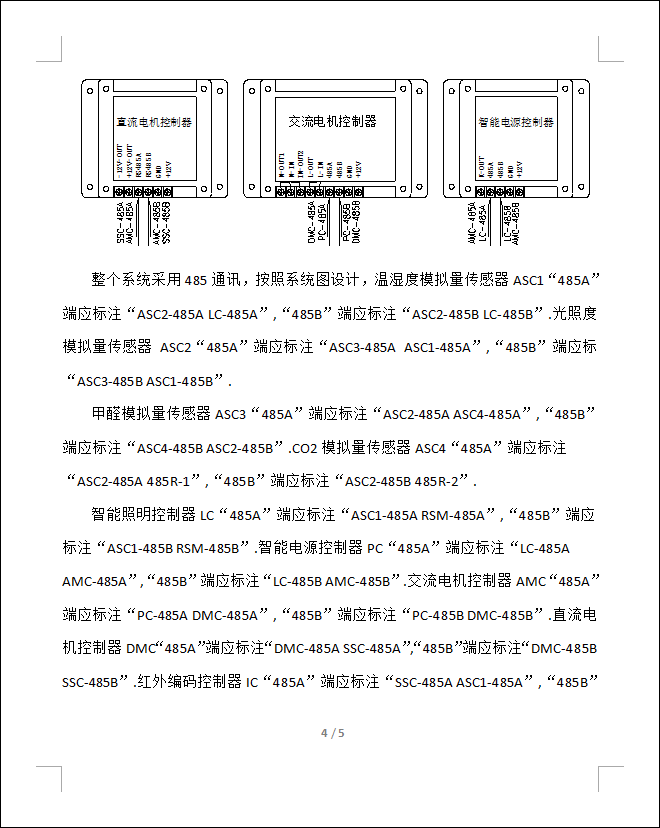 直流电机控制器
-12V-OUT
+12V-OUT
RS485A
RS485B
GND
+12V
SSC-485A
AMC-485A
AMC-485B
SSC-485B
交流电机控制器
N-OUT1
N-IN
IN-OUT2
L-OUT
L-IN
485A
485B
GND
+12V
DMC-485A
PC-485A
PC-485B
DMC-485B
智能电源控制器
485A
485B
GND
+12V
AMC-485A
LC-485A
LC-485B
AMC-485B
整个系统采用 485 通讯，按照系统图设计，温湿度模拟量传感器 ASC1“485A”
端应标注“ASC2-485A LC-485A”,“485B”端应标注“ASC2-485B LC-485B”.光照度
模拟量传感器 ASC2“485A”端应标注“ASC3-485A ASC1-485A”,“485B”端应标
“ASC3-485B ASC1-485B”.
甲醛模拟量传感器 ASC3“485A”端应标注“ASC2-485A ASC4-485A”,“485B”
端应标注“ASC4-485B ASC2-485B”.CO2 模拟量传感器 ASC4“485A”端应标注
“ASC2-485A 485R-1”,“485B”端应标注“ASC2-485B 485R-2”.
智能照明控制器 LC“485A”端应标注“ASC1-485A RSM-485A”,“485B”端应
标注“ASC1-485B RSM-485B”.智能电源控制器 PC“485A”端应标注“LC-485A
AMC-485A”,“485B”端应标注“LC-485B AMC-485B”.交流电机控制器 AMC“485A”
端应标注“PC-485A DMC-485A”,“485B”端应标注“PC-485B DMC-485B”.直流电
机控制器 DMC“485A”端应标注“DMC-485A SSC-485A”,“485B”端应标注“DMC-485B
SSC-485B”.红外编码控制器 IC“485A”端应标注“SSC-485A ASC1-485A”,“485B”
4 / 5